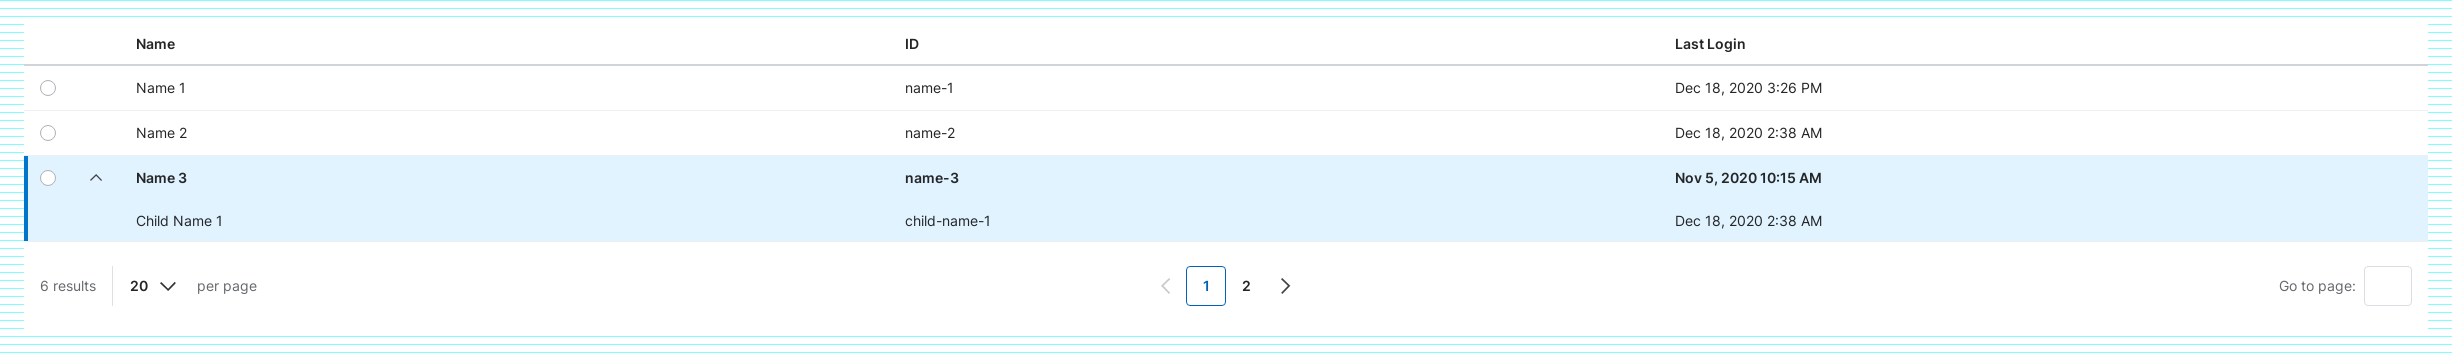 Name ID Last Login
Name 1 name-1 Dec 18, 2020 3:26 PM
Name 2 name-2 Dec 18, 2020 2:38 AM
Name 3 name-3 Nov 5, 2020 10:15 AM
Child Name 1 child-name-1 Dec 18, 2020 2:38 AM
6 results 20 per page 1 2 Go to page: